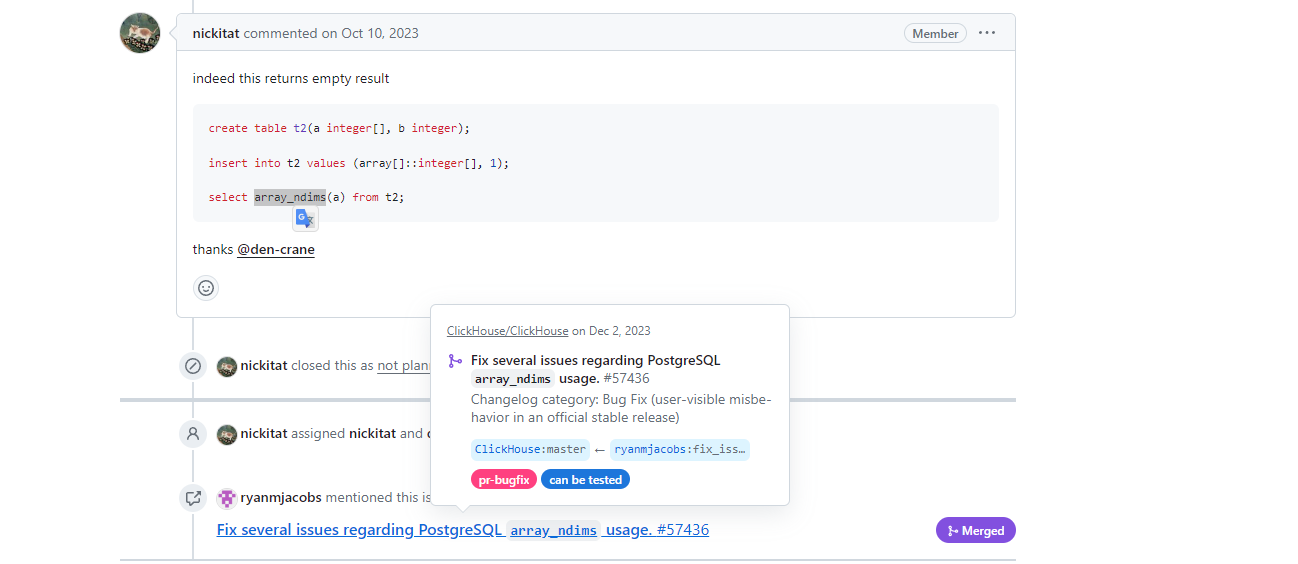 nickitat commented on Oct 10, 2023
Member
indeed this returns empty result
create table t2(a integer[], b integer);
insert into t2 values (array[]::integer[], 1);
select array_ndims(a) from t2;
thanks @den-crane
ClickHouse/ClickHouse on Dec 2, 2023
Fix several issues regarding PostgreSQL
array_ndims usage. #57436
Changelog category: Bug Fix (user-visible misbe-
havior in an official stable release)
ClickHouse:master ← ryanmjacobs:fix_iss…
pr-bugfix can be tested
nickitat closed this as not plan
nickitat assigned nickitat and
ryanmjacobs mentioned this is
Fix several issues regarding PostgreSQL array_ndims usage. #57436
Merged